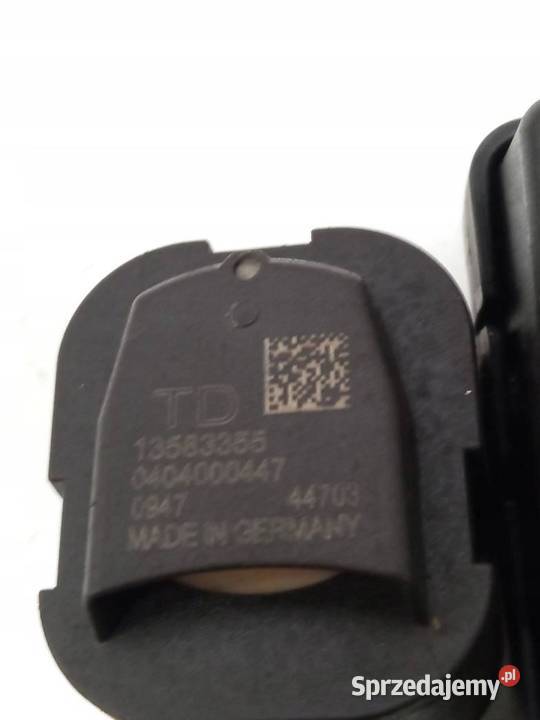 TD
13583355
0404000447
0947 44703
MADE IN GERMANY
Sprzedajemy.pl